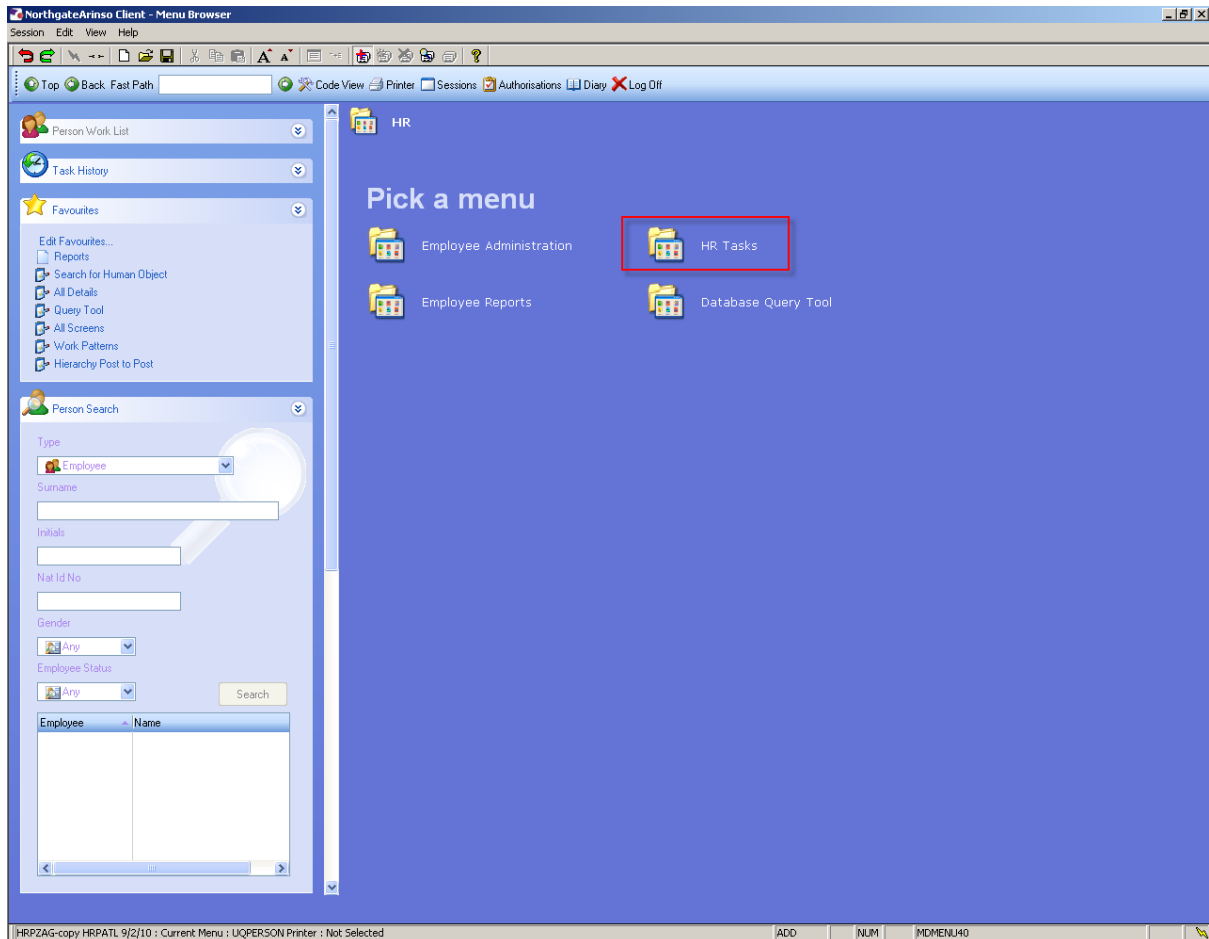 NorthgateArinso Client - Menu Browser
Session Edit View Help
Top Back Fast Path Code View Printer Sessions Authorisations Diary Log Off
Person Work List
Task History
Favourites
Edit Favourites...
Reports
Search for Human Object
All Details
Query Tool
All Screens
Work Patterns
Hierarchy Post to Post
Person Search
Type
Employee
Surname
Initials
Nat Id No
Gender
Any
Employee Status
Any Search
Employee Name
HR
Pick a menu
Employee Administration HR Tasks
Employee Reports Database Query Tool
HRPZAG-copy HRPATL 9/2/10 : Current Menu : UQPERSON Printer : Not Selected ADD NUM MDMENU40